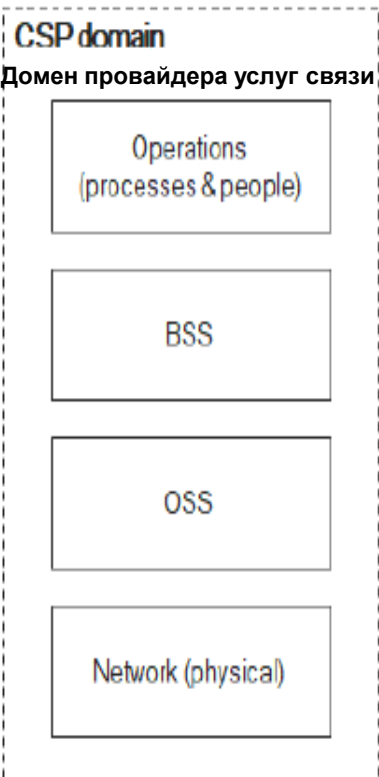 CSP domain
Домен провайдера услуг связи
Operations
(processes & people)
BSS
OSS
Network (physical)